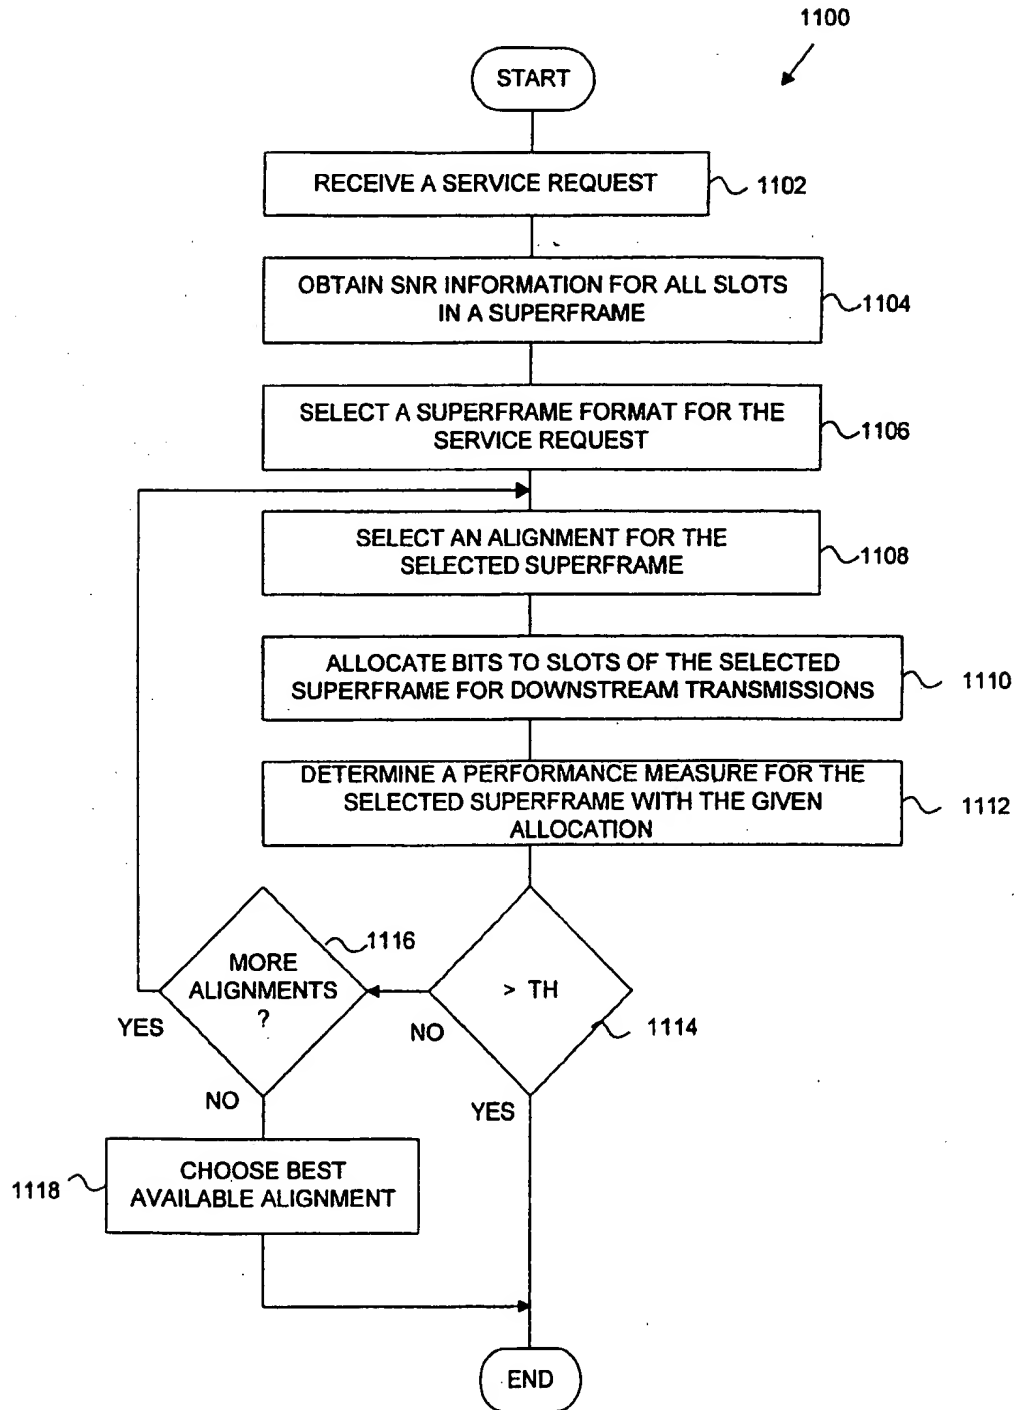 1100
START
RECEIVE A SERVICE REQUEST
1102
OBTAIN SNR INFORMATION FOR ALL SLOTS
IN A SUPERFRAME
1104
SELECT A SUPERFRAME FORMAT FOR THE
SERVICE REQUEST
1106
SELECT AN ALIGNMENT FOR THE
SELECTED SUPERFRAME
1108
ALLOCATE BITS TO SLOTS OF THE SELECTED
SUPERFRAME FOR DOWNSTREAM TRANSMISSIONS
1110
DETERMINE A PERFORMANCE MEASURE FOR THE
SELECTED SUPERFRAME WITH THE GIVEN
ALLOCATION
1112
1116
MORE
ALIGNMENTS
?
> TH
1114
YES
NO
NO
YES
1118
CHOOSE BEST
AVAILABLE ALIGNMENT
END